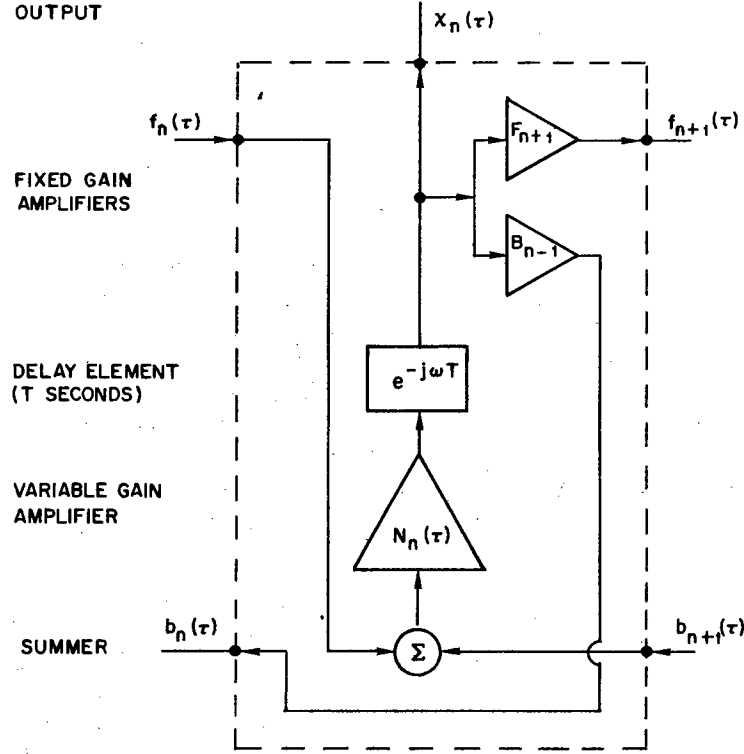 OUTPUT
χₙ(τ)
fₙ(τ)
Fₙ₊₁
fₙ₊₁(τ)
FIXED GAIN
AMPLIFIERS
Bₙ₋₁
DELAY ELEMENT
(T SECONDS)
e^{-jωT}
VARIABLE GAIN
AMPLIFIER
Nₙ(τ)
SUMMER
bₙ(τ)
Σ
bₙ₊₁(τ)